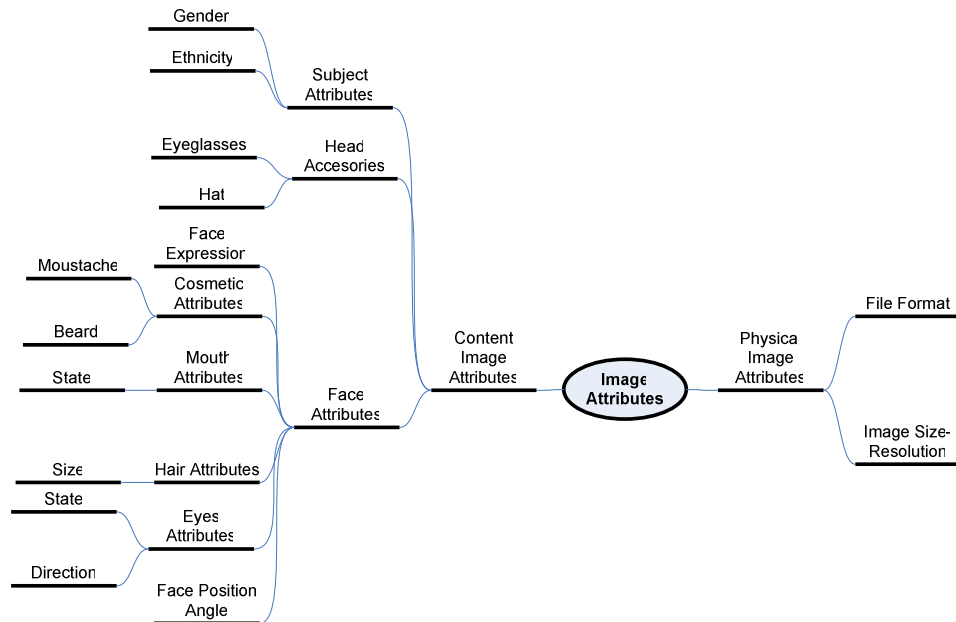 Gender
Ethnicity
Subject
Attributes
Eyeglasses
Head
Accesories
Hat
Face
Expression
Moustache
Cosmetic
Attributes
Beard
State
Mouth
Attributes
Face
Attributes
Size
Hair Attributes
State
Eyes
Attributes
Direction
Face Position
Angle
Content
Image
Attributes
Image
Attributes
Physica
Image
Attributes
File Format
Image Size-
Resolution